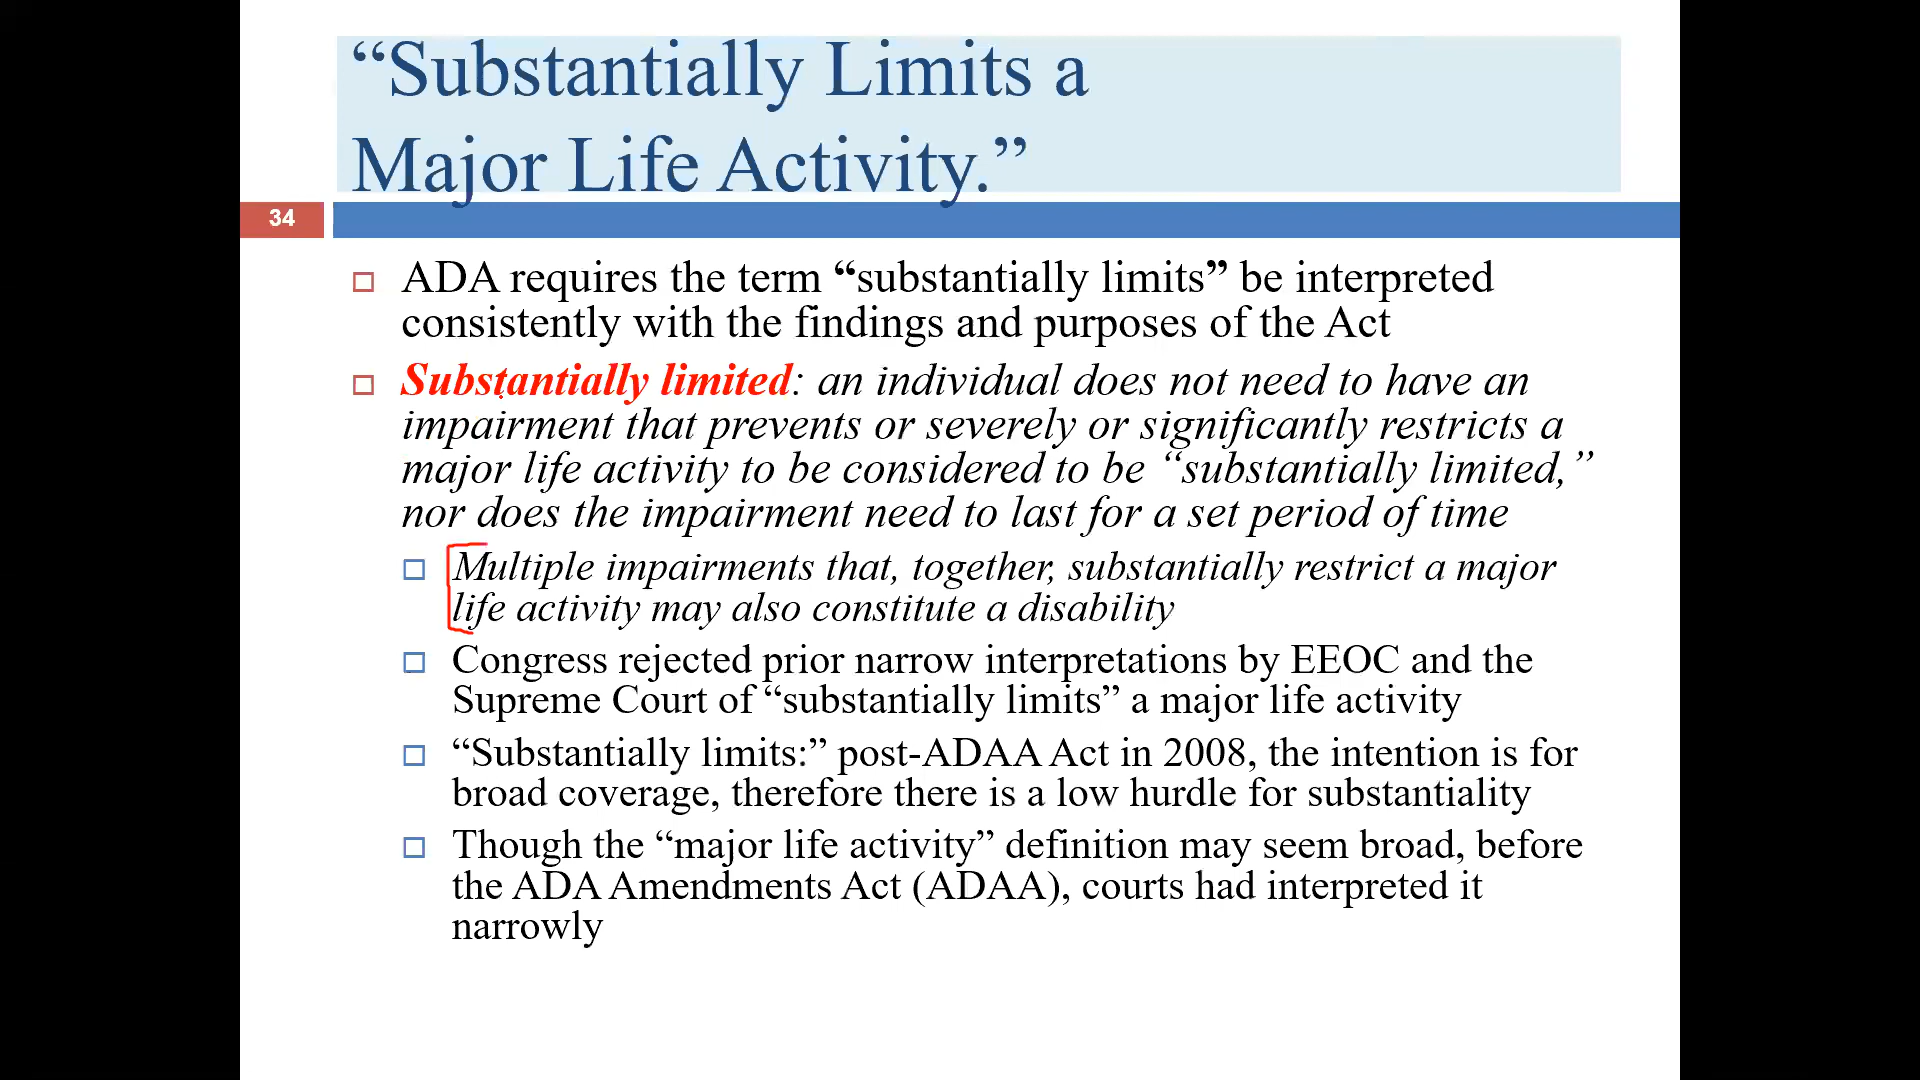 “Substantially Limits a
Major Life Activity.”
34
ADA requires the term “substantially limits” be interpreted
consistently with the findings and purposes of the Act
Substantially limited: an individual does not need to have an
impairment that prevents or severely or significantly restricts a
major life activity to be considered to be “substantially limited,”
nor does the impairment need to last for a set period of time
Multiple impairments that, together, substantially restrict a major
life activity may also constitute a disability
Congress rejected prior narrow interpretations by EEOC and the
Supreme Court of “substantially limits” a major life activity
“Substantially limits:” post-ADAA Act in 2008, the intention is for
broad coverage, therefore there is a low hurdle for substantiality
Though the “major life activity” definition may seem broad, before
the ADA Amendments Act (ADAA), courts had interpreted it
narrowly